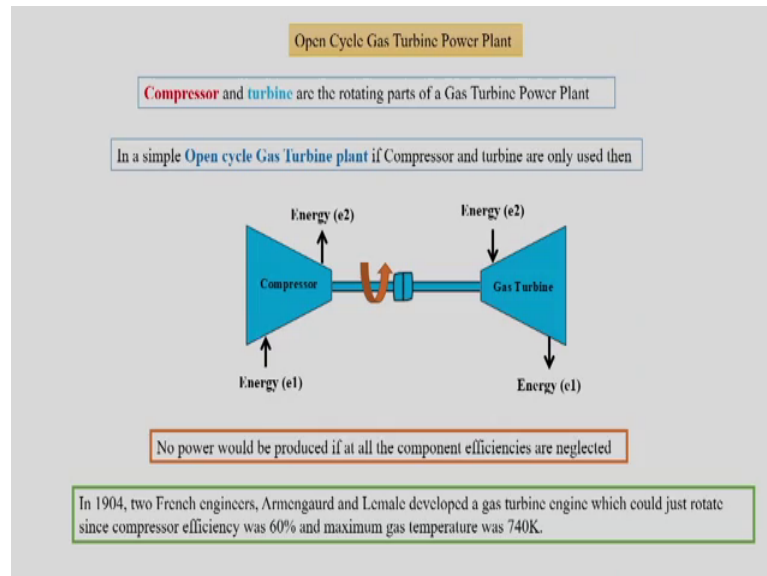 Open Cycle Gas Turbine Power Plant
Compressor and turbine are the rotating parts of a Gas Turbine Power Plant
In a simple Open cycle Gas Turbine plant if Compressor and turbine are only used then
Energy (e2)
Energy (e2)
Compressor
Gas Turbine
Energy (e1)
Energy (e1)
No power would be produced if at all the component efficiencies are neglected
In 1904, two French engineers, Armengaurd and Lemale developed a gas turbine engine which could just rotate
since compressor efficiency was 60% and maximum gas temperature was 740K.